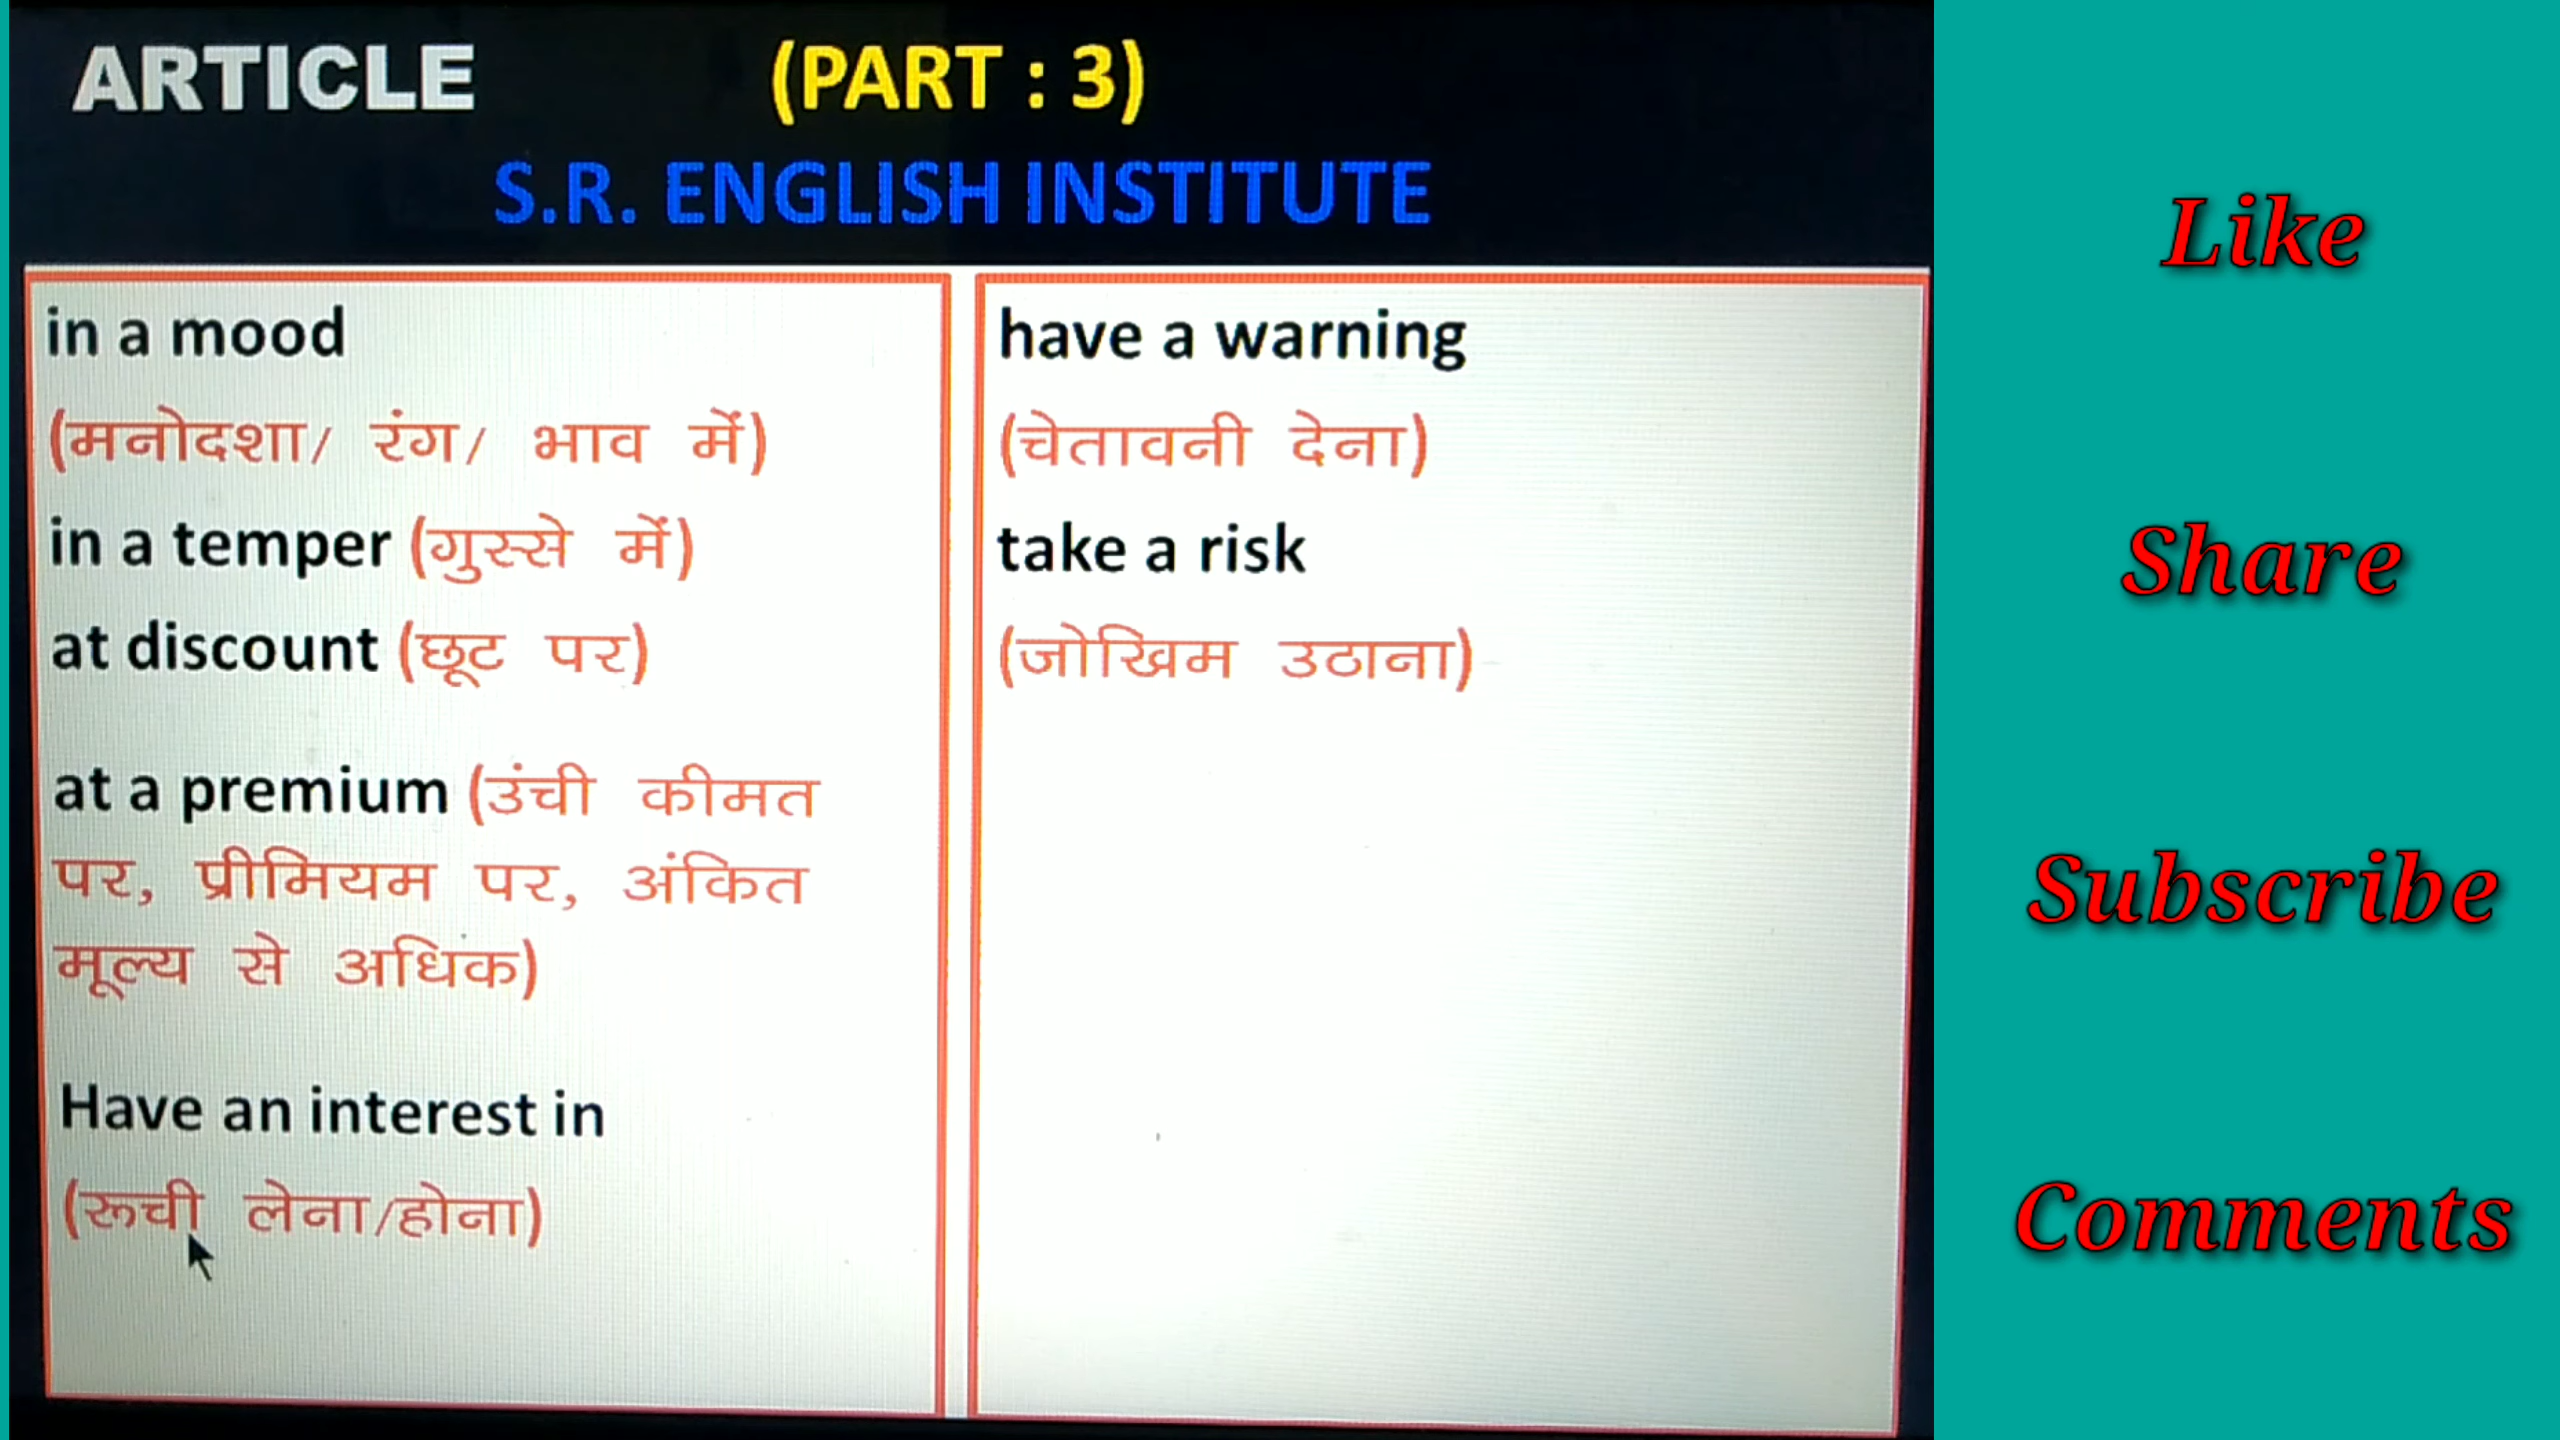 ARTICLE (PART : 3)
S.R. ENGLISH INSTITUTE
in a mood
(मनोदशा/ रंग/ भाव में)
in a temper (गुस्से में)
at discount (छूट पर)
at a premium (उंची कीमत
पर, प्रीमियम पर, अंकित
मूल्य से अधिक)
Have an interest in
(रूची लेना/होना)
have a warning
(चेतावनी देना)
take a risk
(जोखिम उठाना)
Like
Share
Subscribe
Comments